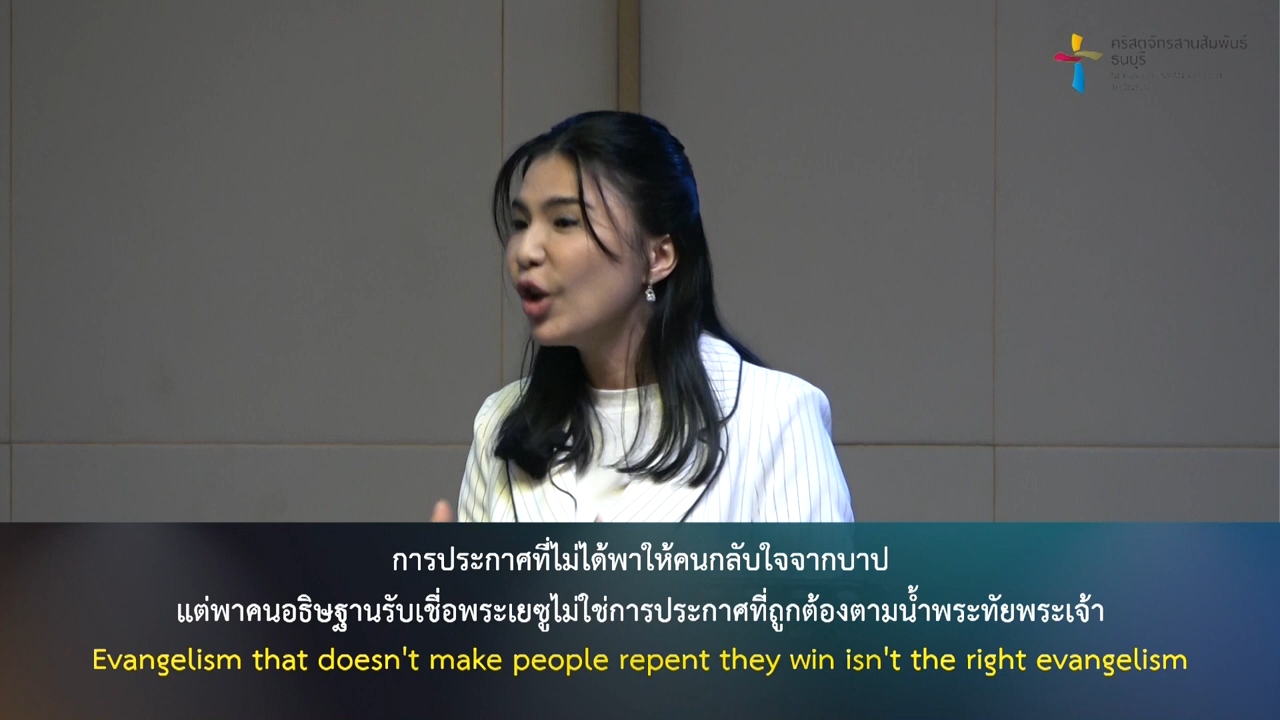 คริสตจักรสานสัมพันธ์
ธนบุรี
การประกาศที่ไม่ได้พาให้คนกลับใจจากบาป
แต่พาคนอธิษฐานรับเชื่อพระเยซูไม่ใช่การประกาศที่ถูกต้องตามน้ำพระทัยพระเจ้า
Evangelism that doesn't make people repent they win isn't the right evangelism